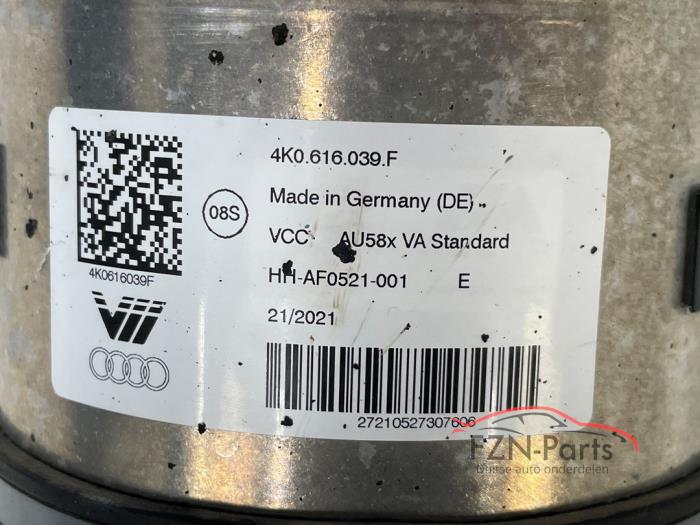 4K0.616.039.F
Made in Germany (DE)
08S
VCC AU58x VA Standard
4K0616039F
HH-AF0521-001 E
21/2021
27210527307606
FZN-Parts
Duitse auto onderdelen